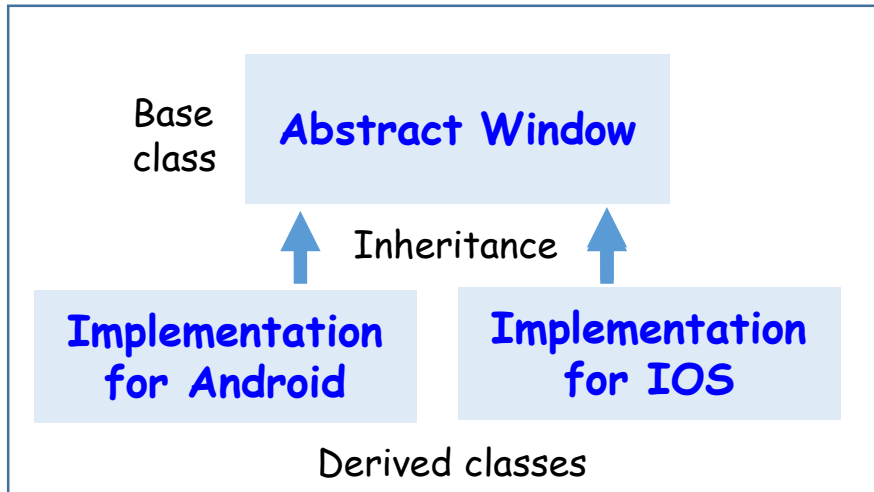 Base
class
Abstract Window
Inheritance
Implementation
for Android
Implementation
for IOS
Derived classes